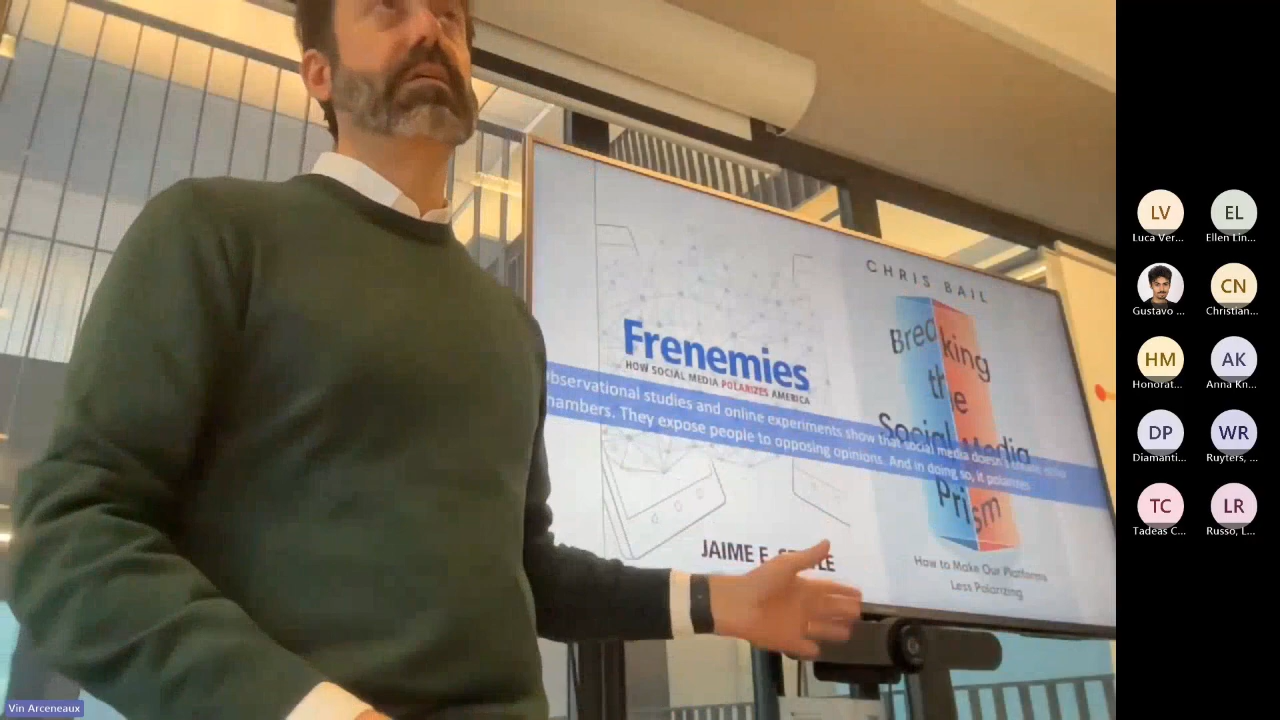 CHRIS BAIL
Frenemies
HOW SOCIAL MEDIA POLARIZES AMERICA
Breaking
the
Social Media
Prism
bservational studies and online experiments show that social media doesn't
hambers. They expose people to opposing opinions. And in doing so, it polarizes
JAIME E.
How to Make Our Platforms
Less Polarizing
LV
EL
Luca Ver...
Ellen Lin...
CN
Gustavo ...
Christian...
HM
AK
Honorat...
Anna Kn...
DP
WR
Diamanti...
Ruyters, ...
TC
LR
Tadeas C...
Russo, L...
Vin Arceneaux